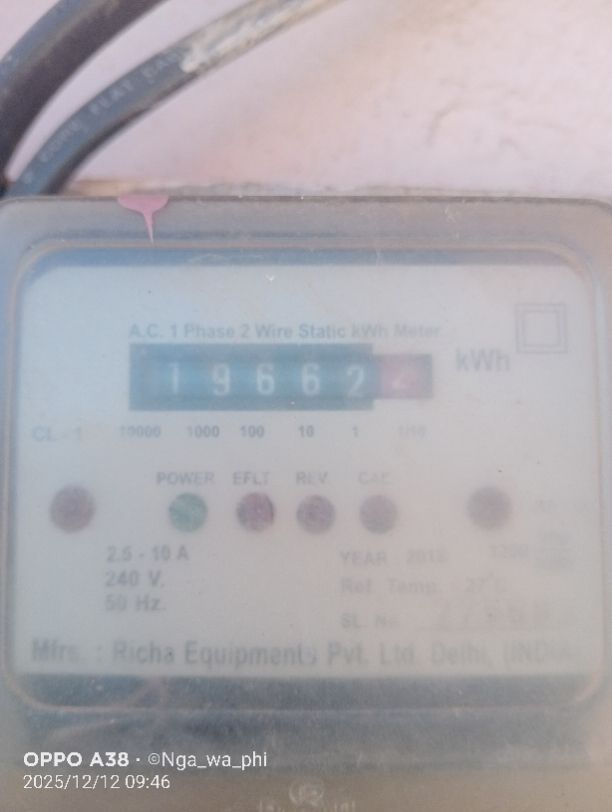 A.C. 1 Phase 2 Wire Static kWh Meter
1 9 6 6 2
kWh
CL - 1
10000 1000 100 10 1 1/10
POWER EFLT REV CAL
2.5 - 10 A
240 V.
50 Hz.
YEAR
Ref. Temp. 27°C
SL. No
Mfrs. : Richa Equipments Pvt. Ltd. Delhi, (INDIA
OPPO A38 · ©Nga_wa_phi
2025/12/12 09:46